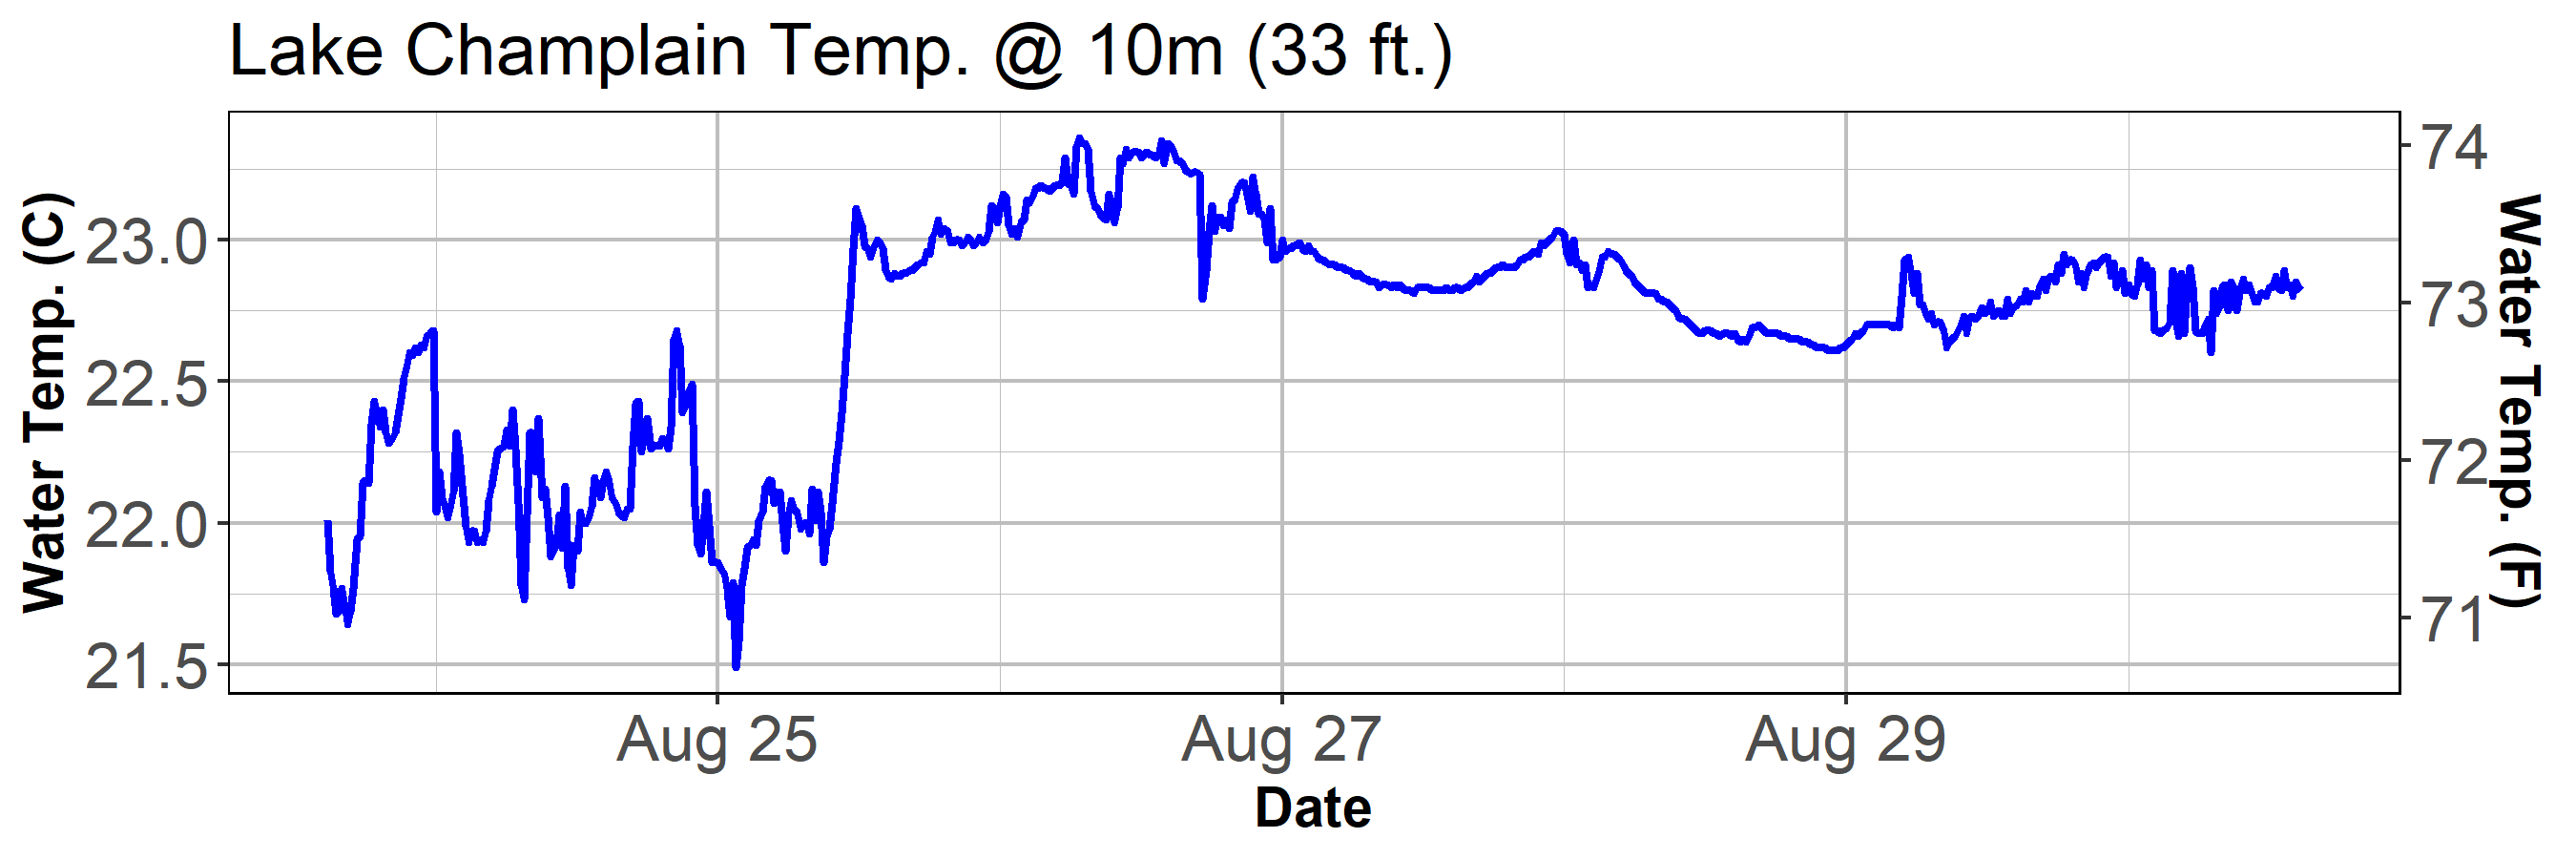 Lake Champlain Temp. @ 10m (33 ft.)
Water Temp. (C)
23.0
22.5
22.0
21.5
74
73
72
71
Water Temp. (F)
Aug 25
Aug 27
Aug 29
Date